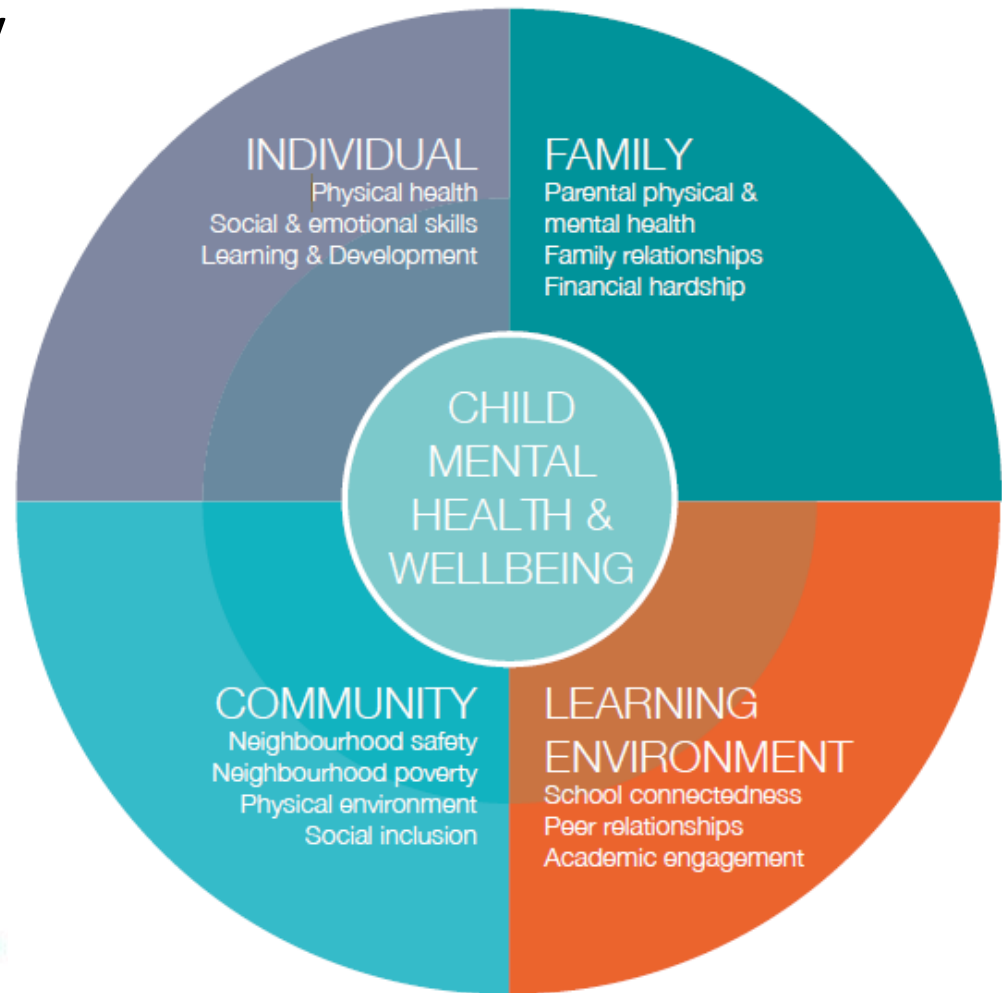 INDIVIDUAL
Physical health
Social & emotional skills
Learning & Development
FAMILY
Parental physical &
mental health
Family relationships
Financial hardship
CHILD
MENTAL
HEALTH &
WELLBEING
COMMUNITY
Neighbourhood safety
Neighbourhood poverty
Physical environment
Social inclusion
LEARNING
ENVIRONMENT
School connectedness
Peer relationships
Academic engagement